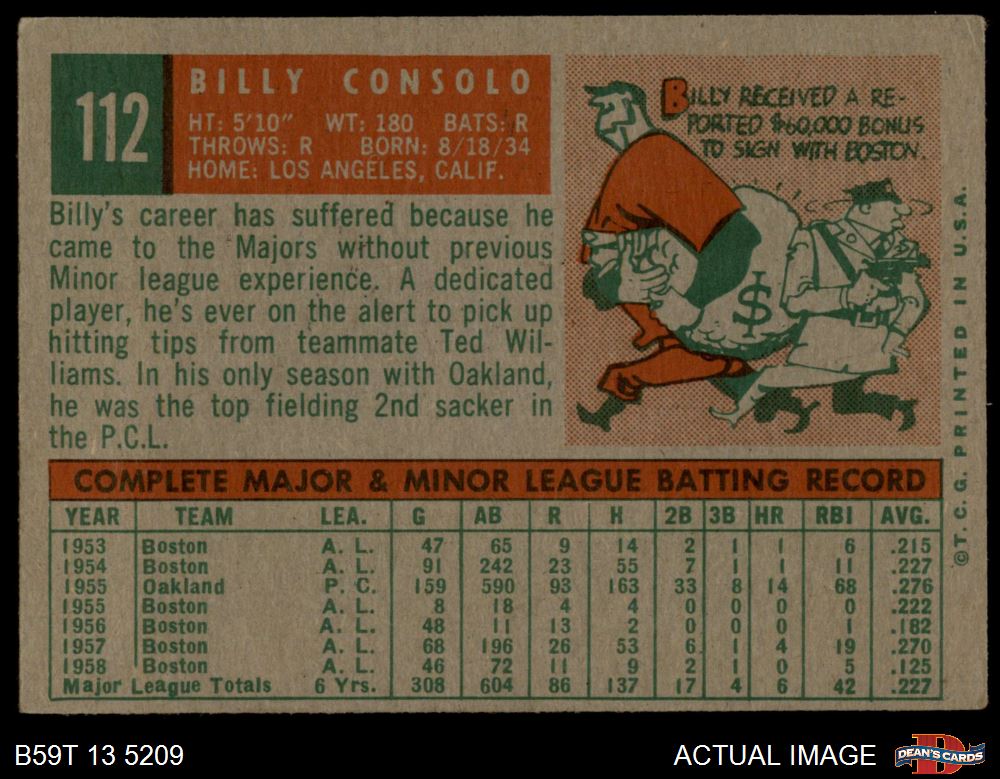 112
BILLY CONSOLO
HT: 5'10" WT: 180 BATS: R
THROWS: R BORN: 8/18/34
HOME: LOS ANGELES, CALIF.
BILLY RECEIVED A RE-
PORTED $60,000 BONUS
TO SIGN WITH BOSTON.
$
Billy's career has suffered because he
came to the Majors without previous
Minor league experience. A dedicated
player, he's ever on the alert to pick up
hitting tips from teammate Ted Wil-
liams. In his only season with Oakland,
he was the top fielding 2nd sacker in
the P.C.L.
©T.C.G. PRINTED IN U.S.A.
COMPLETE MAJOR & MINOR LEAGUE BATTING RECORD
YEAR TEAM LEA. G AB R H 2B 3B HR RBI AVG.
1953 Boston A. L. 47 65 9 14 2 1 1 6 .215
1954 Boston A. L. 91 242 23 55 7 1 1 11 .227
1955 Oakland P. C. 159 590 93 163 33 8 14 68 .276
1955 Boston A. L. 8 18 4 4 0 0 0 0 .222
1956 Boston A. L. 48 11 13 2 0 0 0 1 .182
1957 Boston A. L. 68 196 26 53 6 1 4 19 .270
1958 Boston A. L. 46 72 11 9 2 1 0 5 .125
Major League Totals 6 Yrs. 308 604 86 137 17 4 6 42 .227
B59T 13 5209
ACTUAL IMAGE
D
DEAN'S CARDS